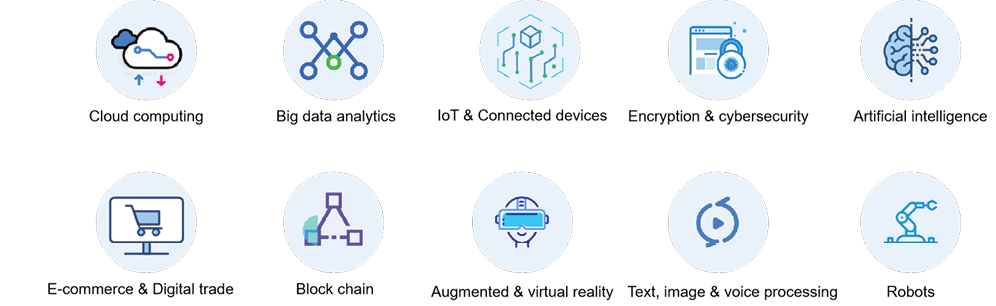 Cloud computing
Big data analytics
IoT & Connected devices
Encryption & cybersecurity
Artificial intelligence
E-commerce & Digital trade
Block chain
Augmented & virtual reality
Text, image & voice processing
Robots